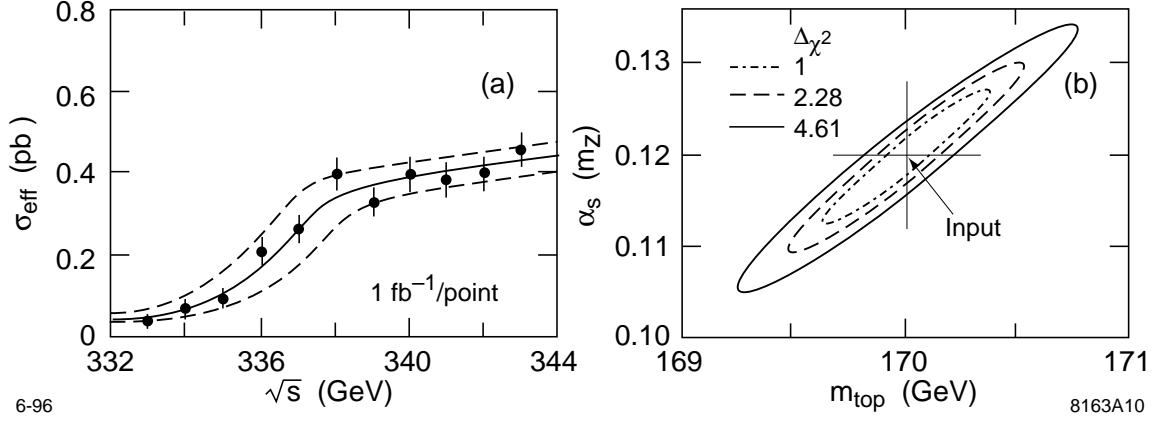 0.8
0.6
0.4
0.2
0
σeff (pb)
332
336
340
344
√s (GeV)
(a)
1 fb−1/point
0.13
0.12
0.11
0.10
αs (mZ)
169
170
171
mtop (GeV)
Δχ2
1
2.28
4.61
(b)
Input
6-96
8163A10